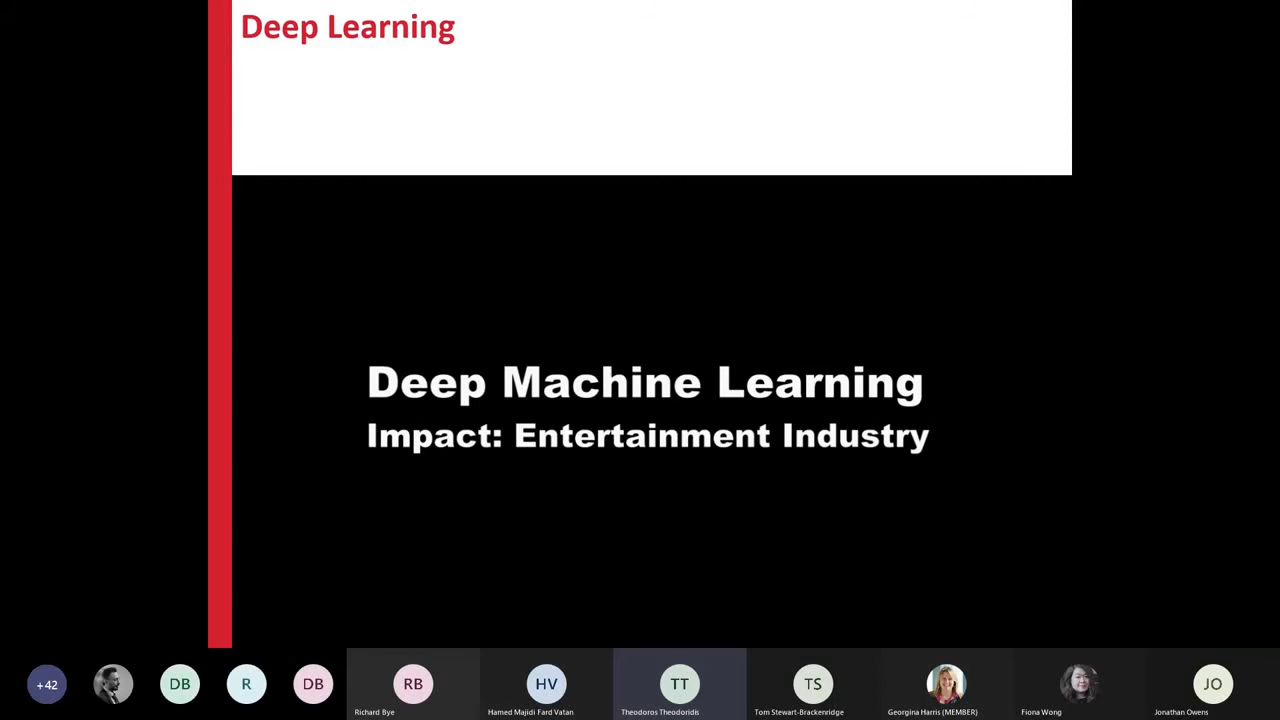 Deep Learning
Deep Machine Learning
Impact: Entertainment Industry
+42
DB
R
DB
RB
HV
TT
TS
JO
Richard Bye
Hamed Majidi Fard Vatan
Theodoros Theodoridis
Tom Stewart-Brackenridge
Georgina Harris (MEMBER)
Fiona Wong
Jonathan Owens